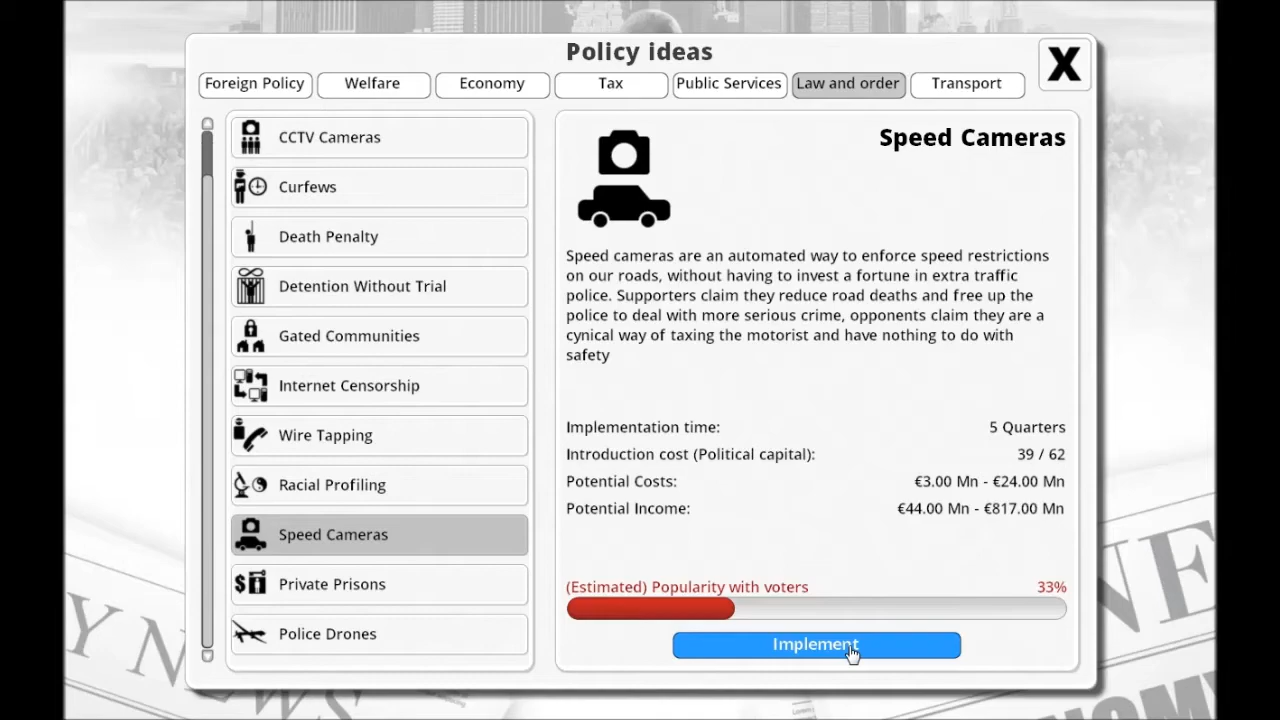 Policy ideas
X
Foreign Policy
Welfare
Economy
Tax
Public Services
Law and order
Transport
CCTV Cameras
Curfews
Death Penalty
Detention Without Trial
Gated Communities
Internet Censorship
Wire Tapping
Racial Profiling
Speed Cameras
Private Prisons
Police Drones
Speed Cameras
Speed cameras are an automated way to enforce speed restrictions
on our roads, without having to invest a fortune in extra traffic
police. Supporters claim they reduce road deaths and free up the
police to deal with more serious crime, opponents claim they are a
cynical way of taxing the motorist and have nothing to do with
safety
Implementation time: 5 Quarters
Introduction cost (Political capital): 39 / 62
Potential Costs: €3.00 Mn - €24.00 Mn
Potential Income: €44.00 Mn - €817.00 Mn
(Estimated) Popularity with voters 33%
Implement